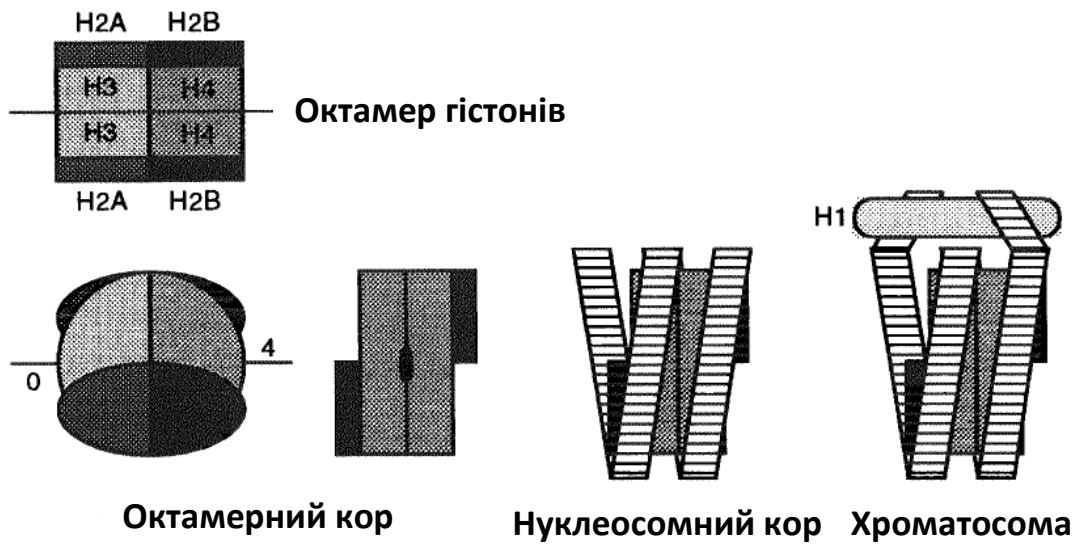 H2A H2B
H3 H4
Октамер гістонів
H3 H4
H2A H2B
H1
0
4
Октамерний кор
Нуклеосомний кор
Хроматосома